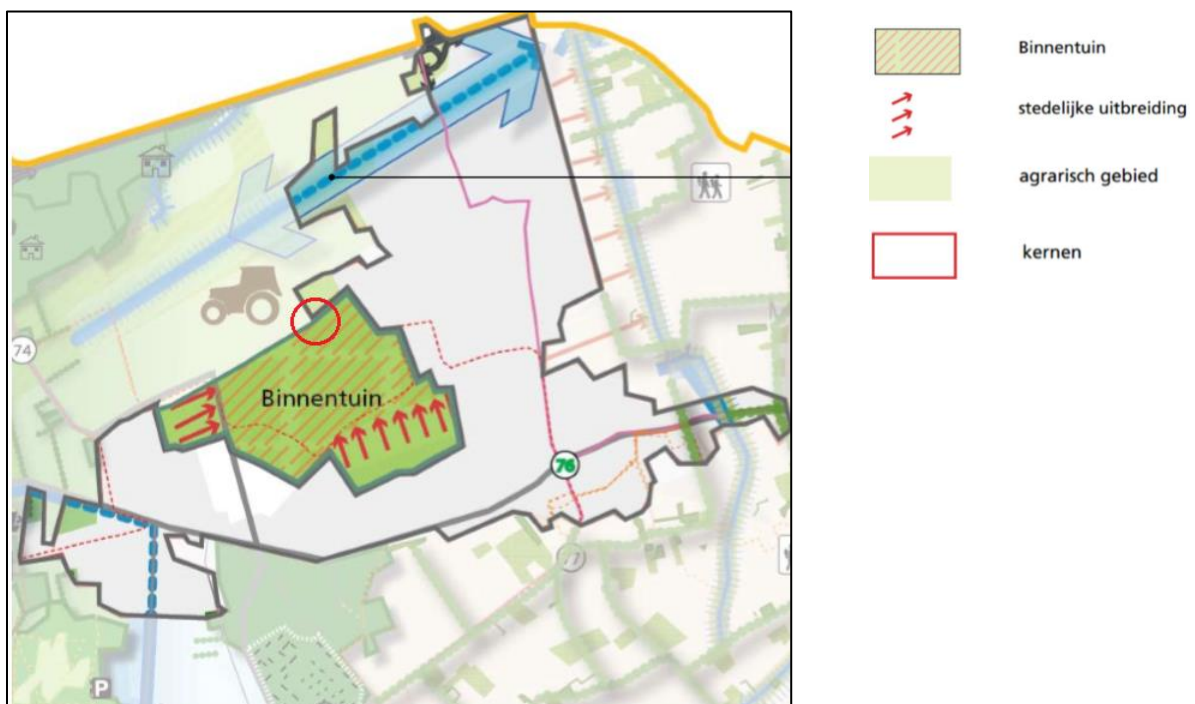 Binnentuin
stedelijke uitbreiding
agrarisch gebied
kernen
74
Binnentuin
76
P